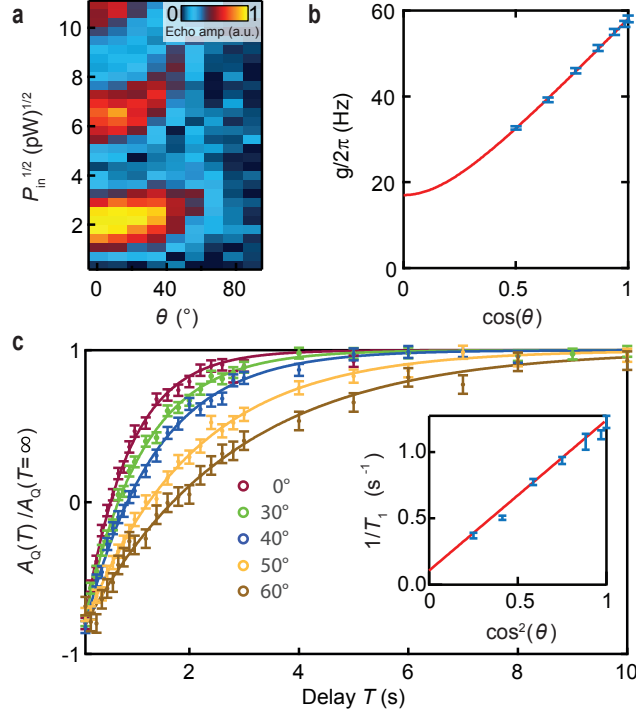 a
0 1
Echo amp (a.u.)
10
8
6
4
2
P_in^1/2 (pW)^1/2
0 40 80
θ (°)
b
60
40
20
0
g/2π (Hz)
0 0.5 1
cos(θ)
c
1
0
-1
A_Q(T) /A_Q(T=∞)
0°
30°
40°
50°
60°
2 4 6 8 10
Delay T (s)
1.0
0.5
0.0
1/T_1 (s^-1)
0 0.5 1
cos²(θ)